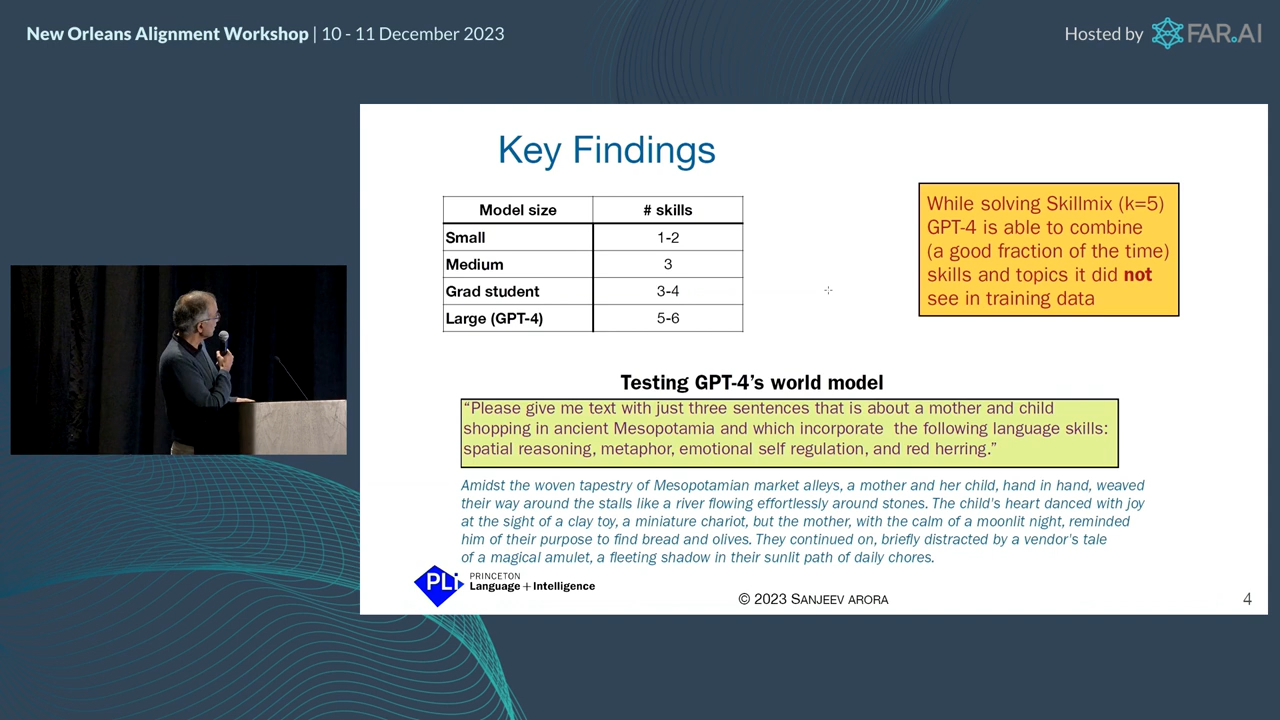 New Orleans Alignment Workshop | 10 - 11 December 2023
Hosted by FAR.AI
Key Findings
Model size # skills
Small 1-2
Medium 3
Grad student 3-4
Large (GPT-4) 5-6
While solving Skillmix (k=5)
GPT-4 is able to combine
(a good fraction of the time)
skills and topics it did not
see in training data
Testing GPT-4's world model
“Please give me text with just three sentences that is about a mother and child
shopping in ancient Mesopotamia and which incorporate the following language skills:
spatial reasoning, metaphor, emotional self regulation, and red herring.”
Amidst the woven tapestry of Mesopotamian market alleys, a mother and her child, hand in hand, weaved
their way around the stalls like a river flowing effortlessly around stones. The child's heart danced with joy
at the sight of a clay toy, a miniature chariot, but the mother, with the calm of a moonlit night, reminded
him of their purpose to find bread and olives. They continued on, briefly distracted by a vendor's tale
of a magical amulet, a fleeting shadow in their sunlit path of daily chores.
PLI
PRINCETON
Language + Intelligence
© 2023 SANJEEV ARORA
4